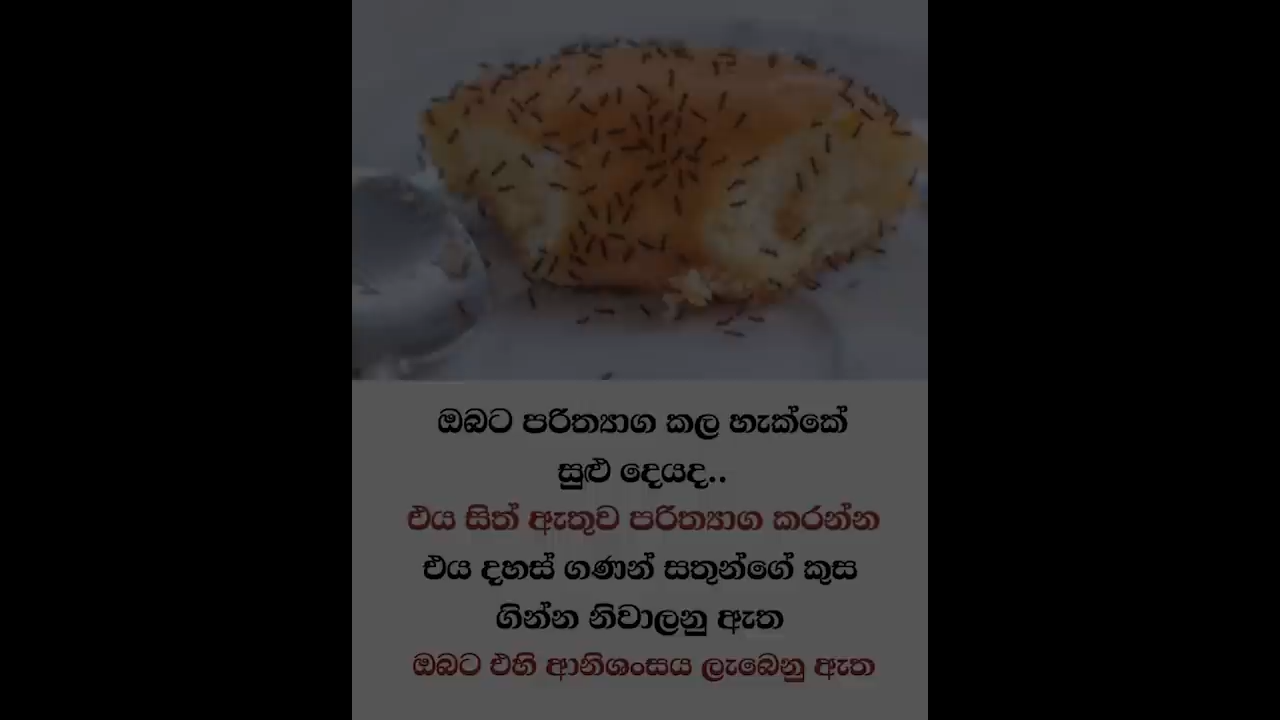 ඔබට පරිත්‍යාග කල හැක්කේ
සුළු දෙයද..
එය සිත් ඇතුව පරිත්‍යාග කරන්න
එය දහස් ගණන් සතුන්ගේ කුස
ගින්න නිවාලනු ඇත
ඔබට එහි ආනිශංසය ලැබෙනු ඇත